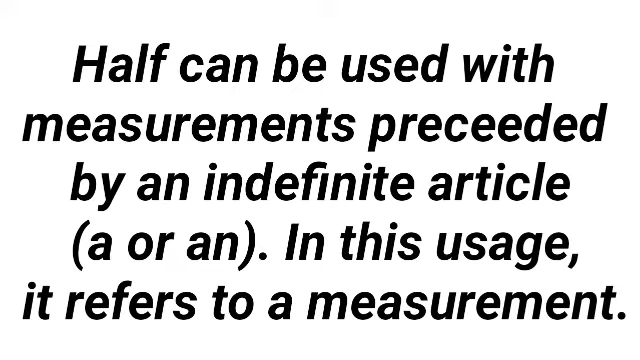 Half can be used with
measurements preceeded
by an indefinite article
(a or an). In this usage,
it refers to a measurement.